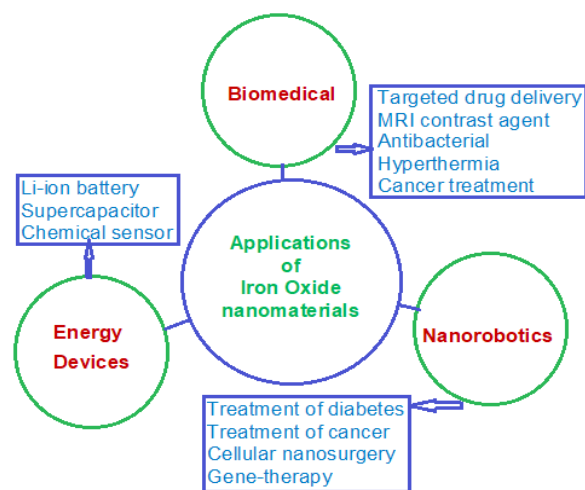 Biomedical
Targeted drug delivery
MRI contrast agent
Antibacterial
Hyperthermia
Cancer treatment
Li-ion battery
Supercapacitor
Chemical sensor
Applications
of
Iron Oxide
nanomaterials
Energy
Devices
Nanorobotics
Treatment of diabetes
Treatment of cancer
Cellular nanosurgery
Gene-therapy